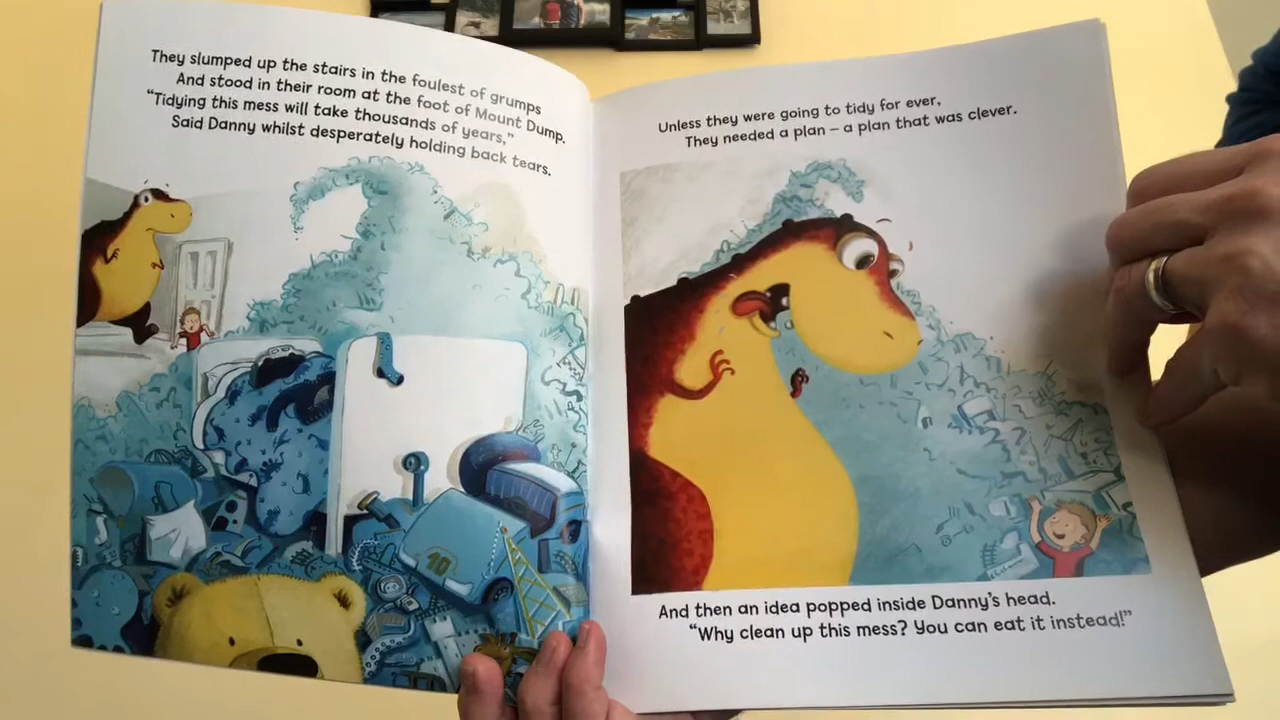 They slumped up the stairs in the foulest of grumps
And stood in their room at the foot of Mount Dump.
“Tidying this mess will take thousands of years,”
Said Danny whilst desperately holding back tears.
10
Unless they were going to tidy for ever,
They needed a plan – a plan that was clever.
And then an idea popped inside Danny’s head.
“Why clean up this mess? You can eat it instead!”